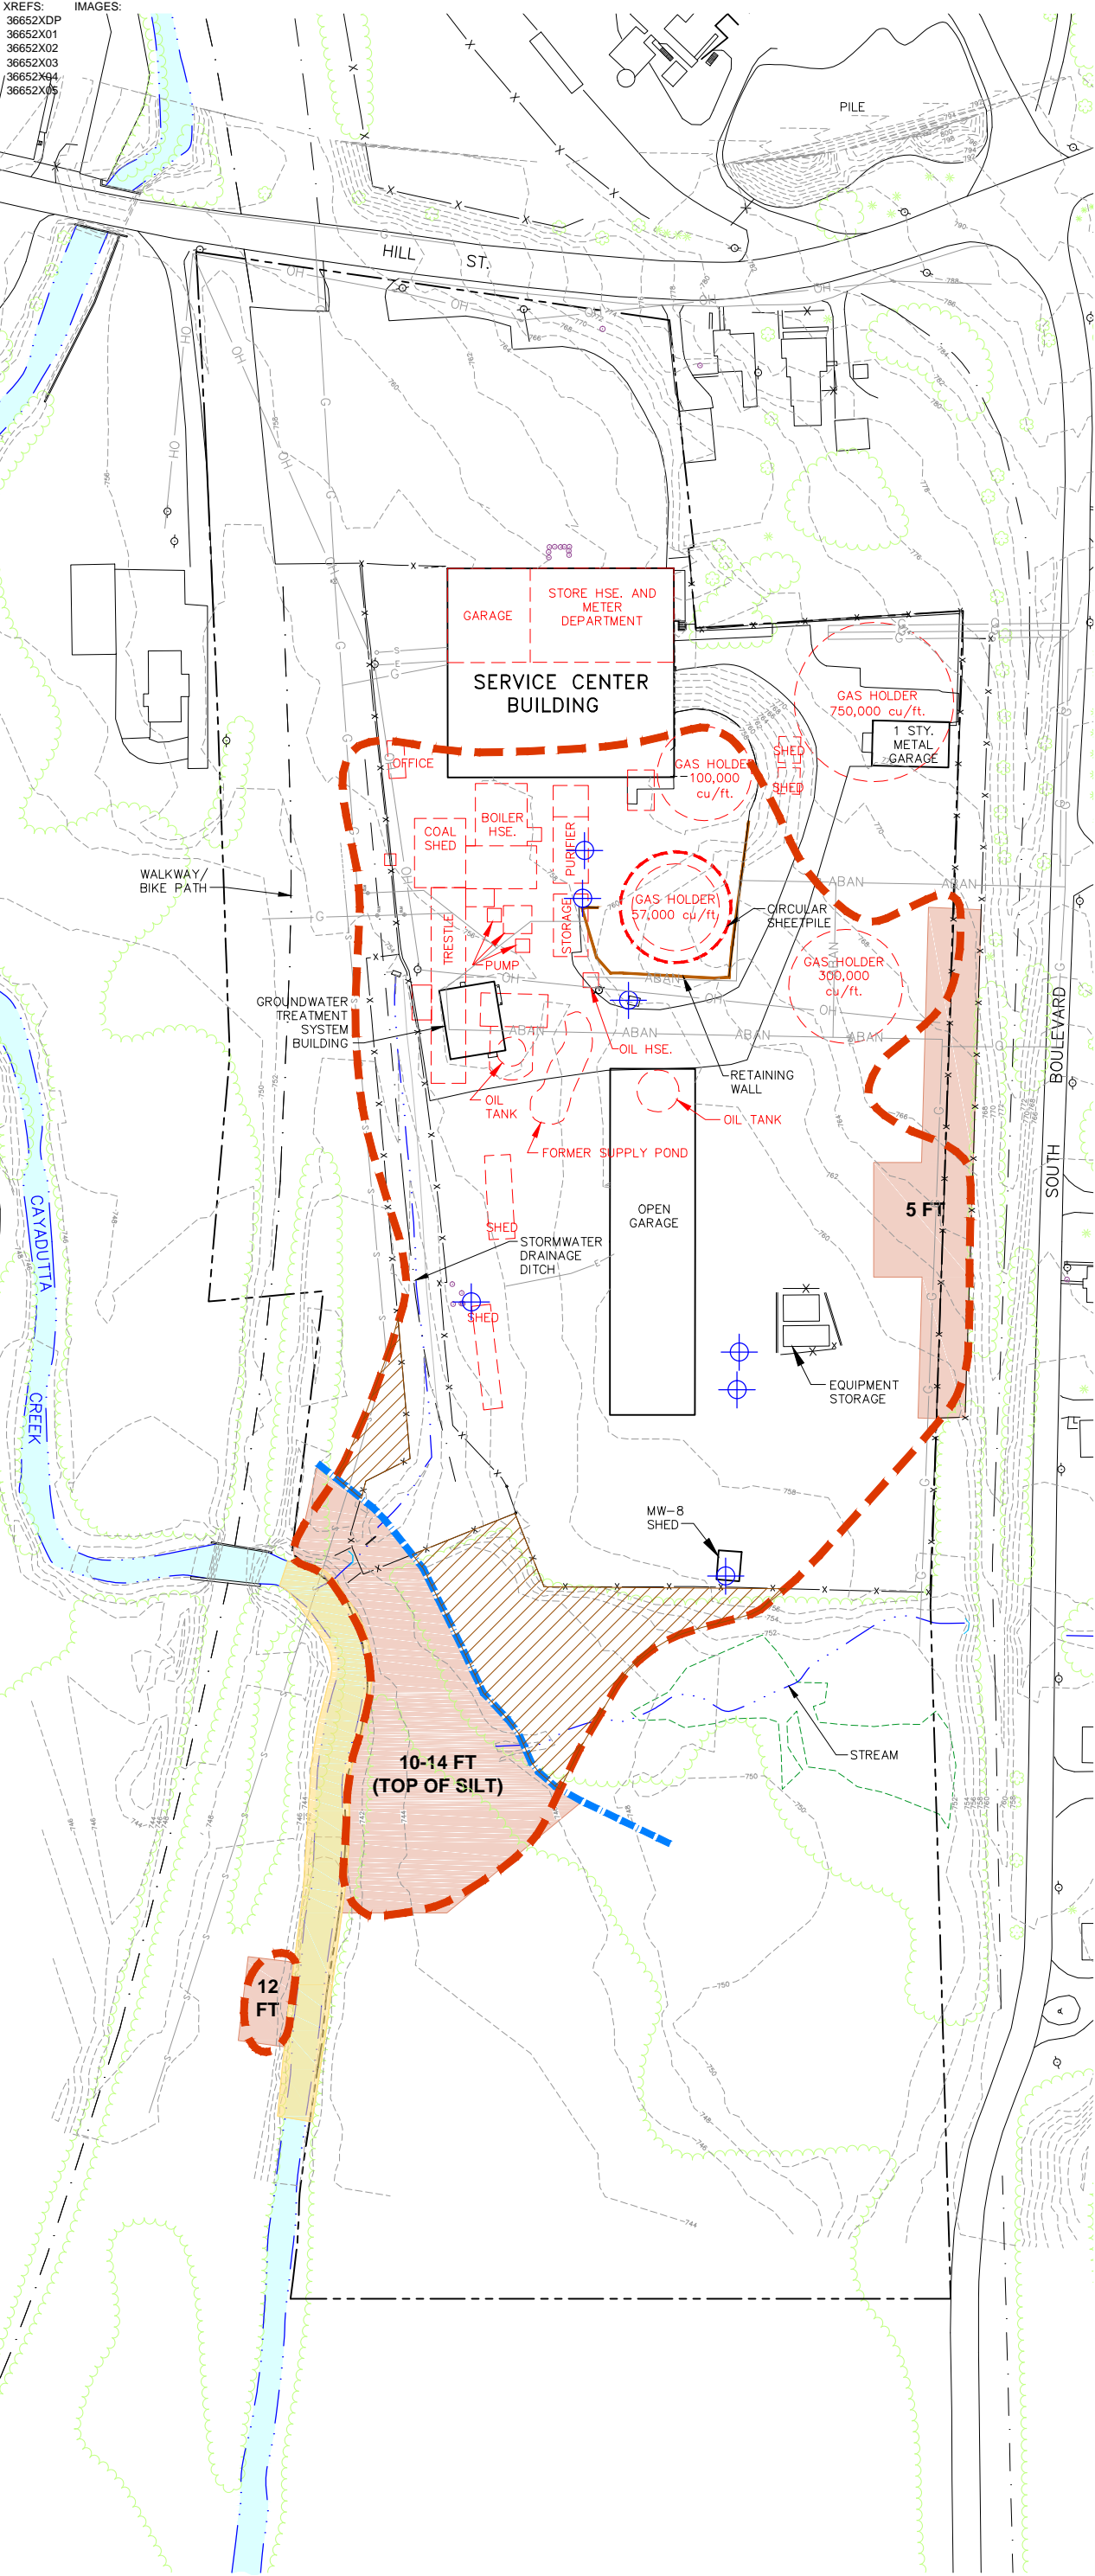 XREFS: IMAGES:
36652XDP
36652X01
36652X02
36652X03
36652X04
36652X05
PILE
HILL ST.
GARAGE
STORE HSE. AND
METER
DEPARTMENT
SERVICE CENTER
BUILDING
GAS HOLDER
750,000 cu/ft.
1 STY.
METAL
GARAGE
OFFICE
GAS HOLDER
100,000
cu/ft.
SHED
SHED
COAL
SHED
BOILER
HSE.
PURIFIER
WALKWAY/
BIKE PATH
TRESTLE
STORAGE
GAS HOLDER
57,000 cu/ft.
CIRCULAR
SHEETPILE
PUMP
GAS HOLDER
300,000
cu/ft.
ABAN
ABAN
ABAN
ABAN
ABAN
ABAN
ABAN
ABAN
GROUNDWATER
TREATMENT
SYSTEM
BUILDING
OIL HSE.
RETAINING
WALL
OIL
TANK
OIL TANK
FORMER SUPPLY POND
SOUTH BOULEVARD
CAYADUTTA CREEK
SHED
OPEN
GARAGE
5 FT
STORMWATER
DRAINAGE
DITCH
SHED
EQUIPMENT
STORAGE
MW-8
SHED
STREAM
10-14 FT
(TOP OF SILT)
12
FT